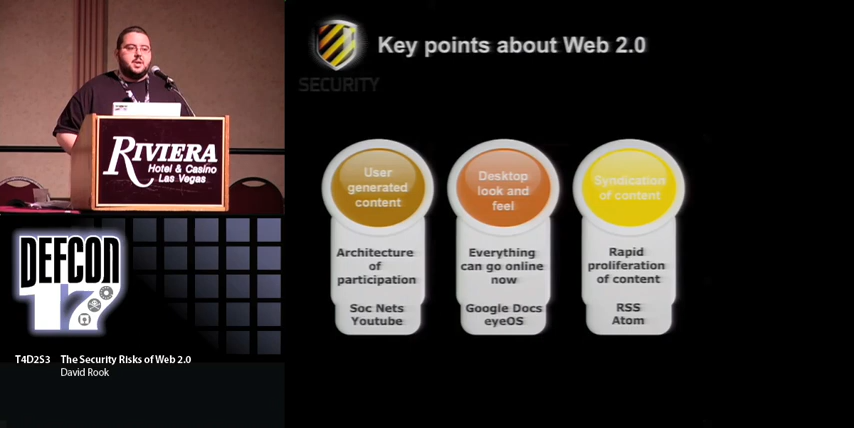 RIVIERA
Hotel & Casino
Las Vegas
DEFCON
17
T4D2S3 The Security Risks of Web 2.0
David Rook
SECURITY
Key points about Web 2.0
User
generated
content
Architecture
of
participation
Soc Nets
Youtube
Desktop
look and
feel
Everything
can go online
now
Google Docs
eyeOS
Syndication
of content
Rapid
proliferation
of content
RSS
Atom